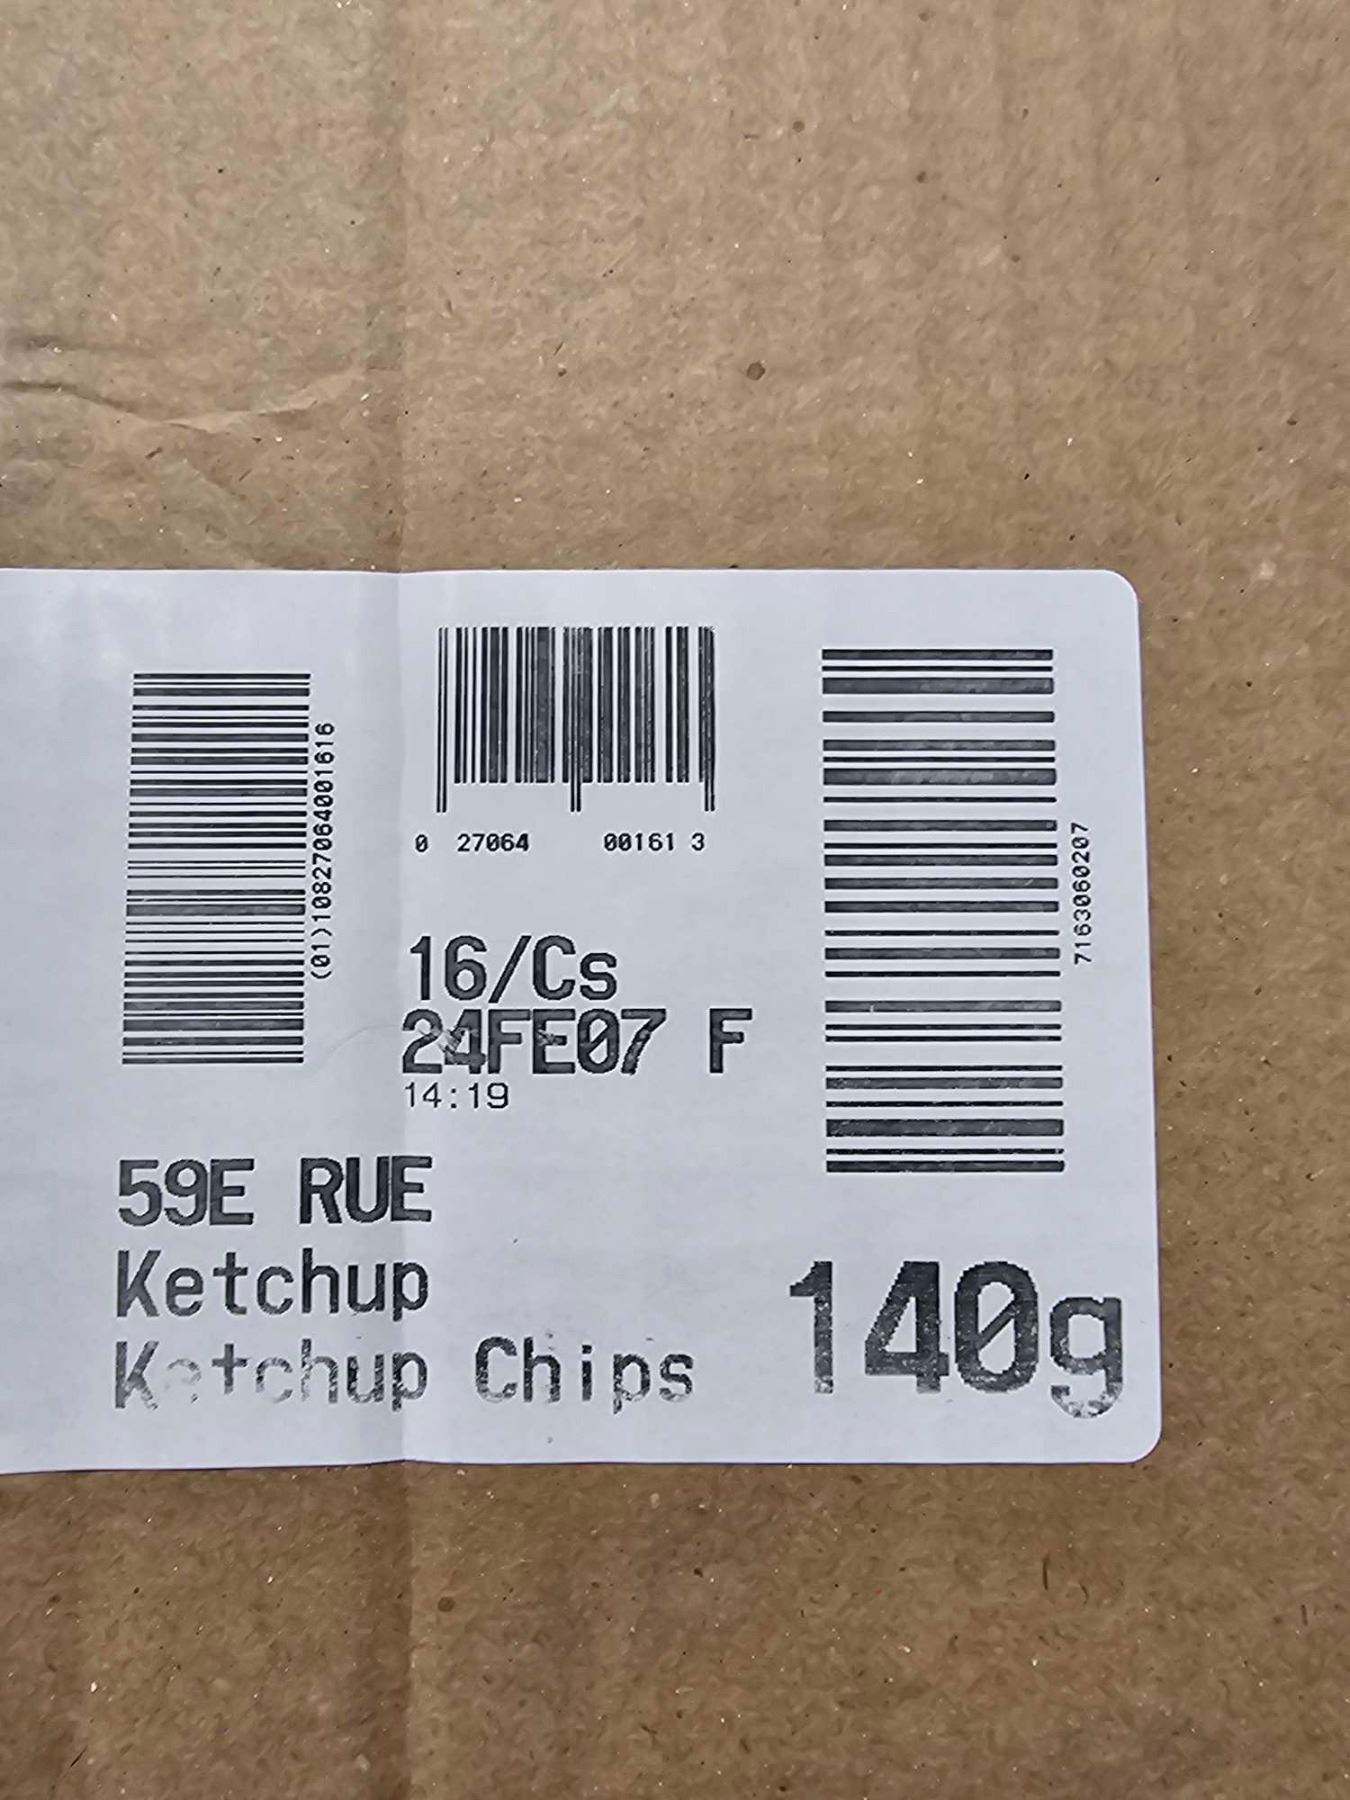 (01)10827064001616
0 27064 00161 3
7163060207
16/Cs
24FE07 F
14:19
59E RUE
Ketchup
Ketchup Chips
140g